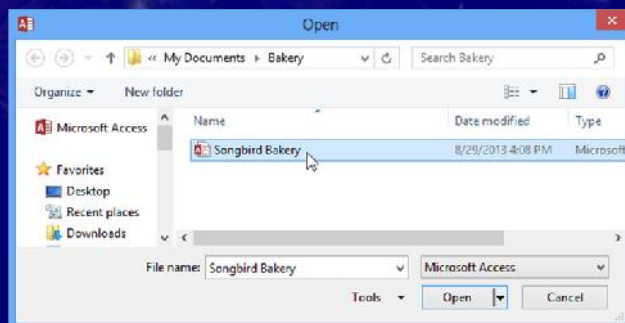 Open
« My Documents Bakery
Search Bakery
Organize New folder
Name Date modified Type
Microsoft Access
Songbird Bakery 8/29/2013 4:08 PM Microsoft
Favorites
Desktop
Recent places
Downloads
File name: Songbird Bakery Microsoft Access
Tools Open Cancel